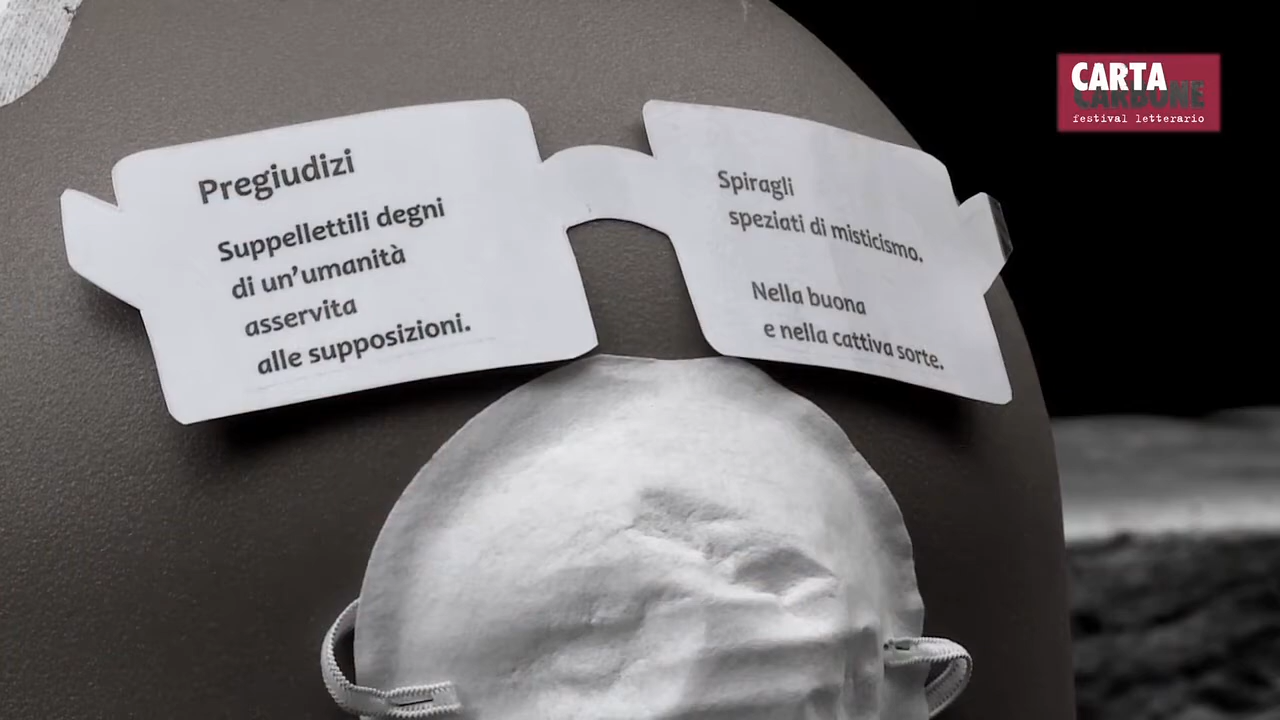 Pregiudizi
Suppellettili degni
di un'umanità
asservita
alle supposizioni.
Spiragli
speziati di misticismo.
Nella buona
e nella cattiva sorte.
CARTA
CARBONE
festival letterario